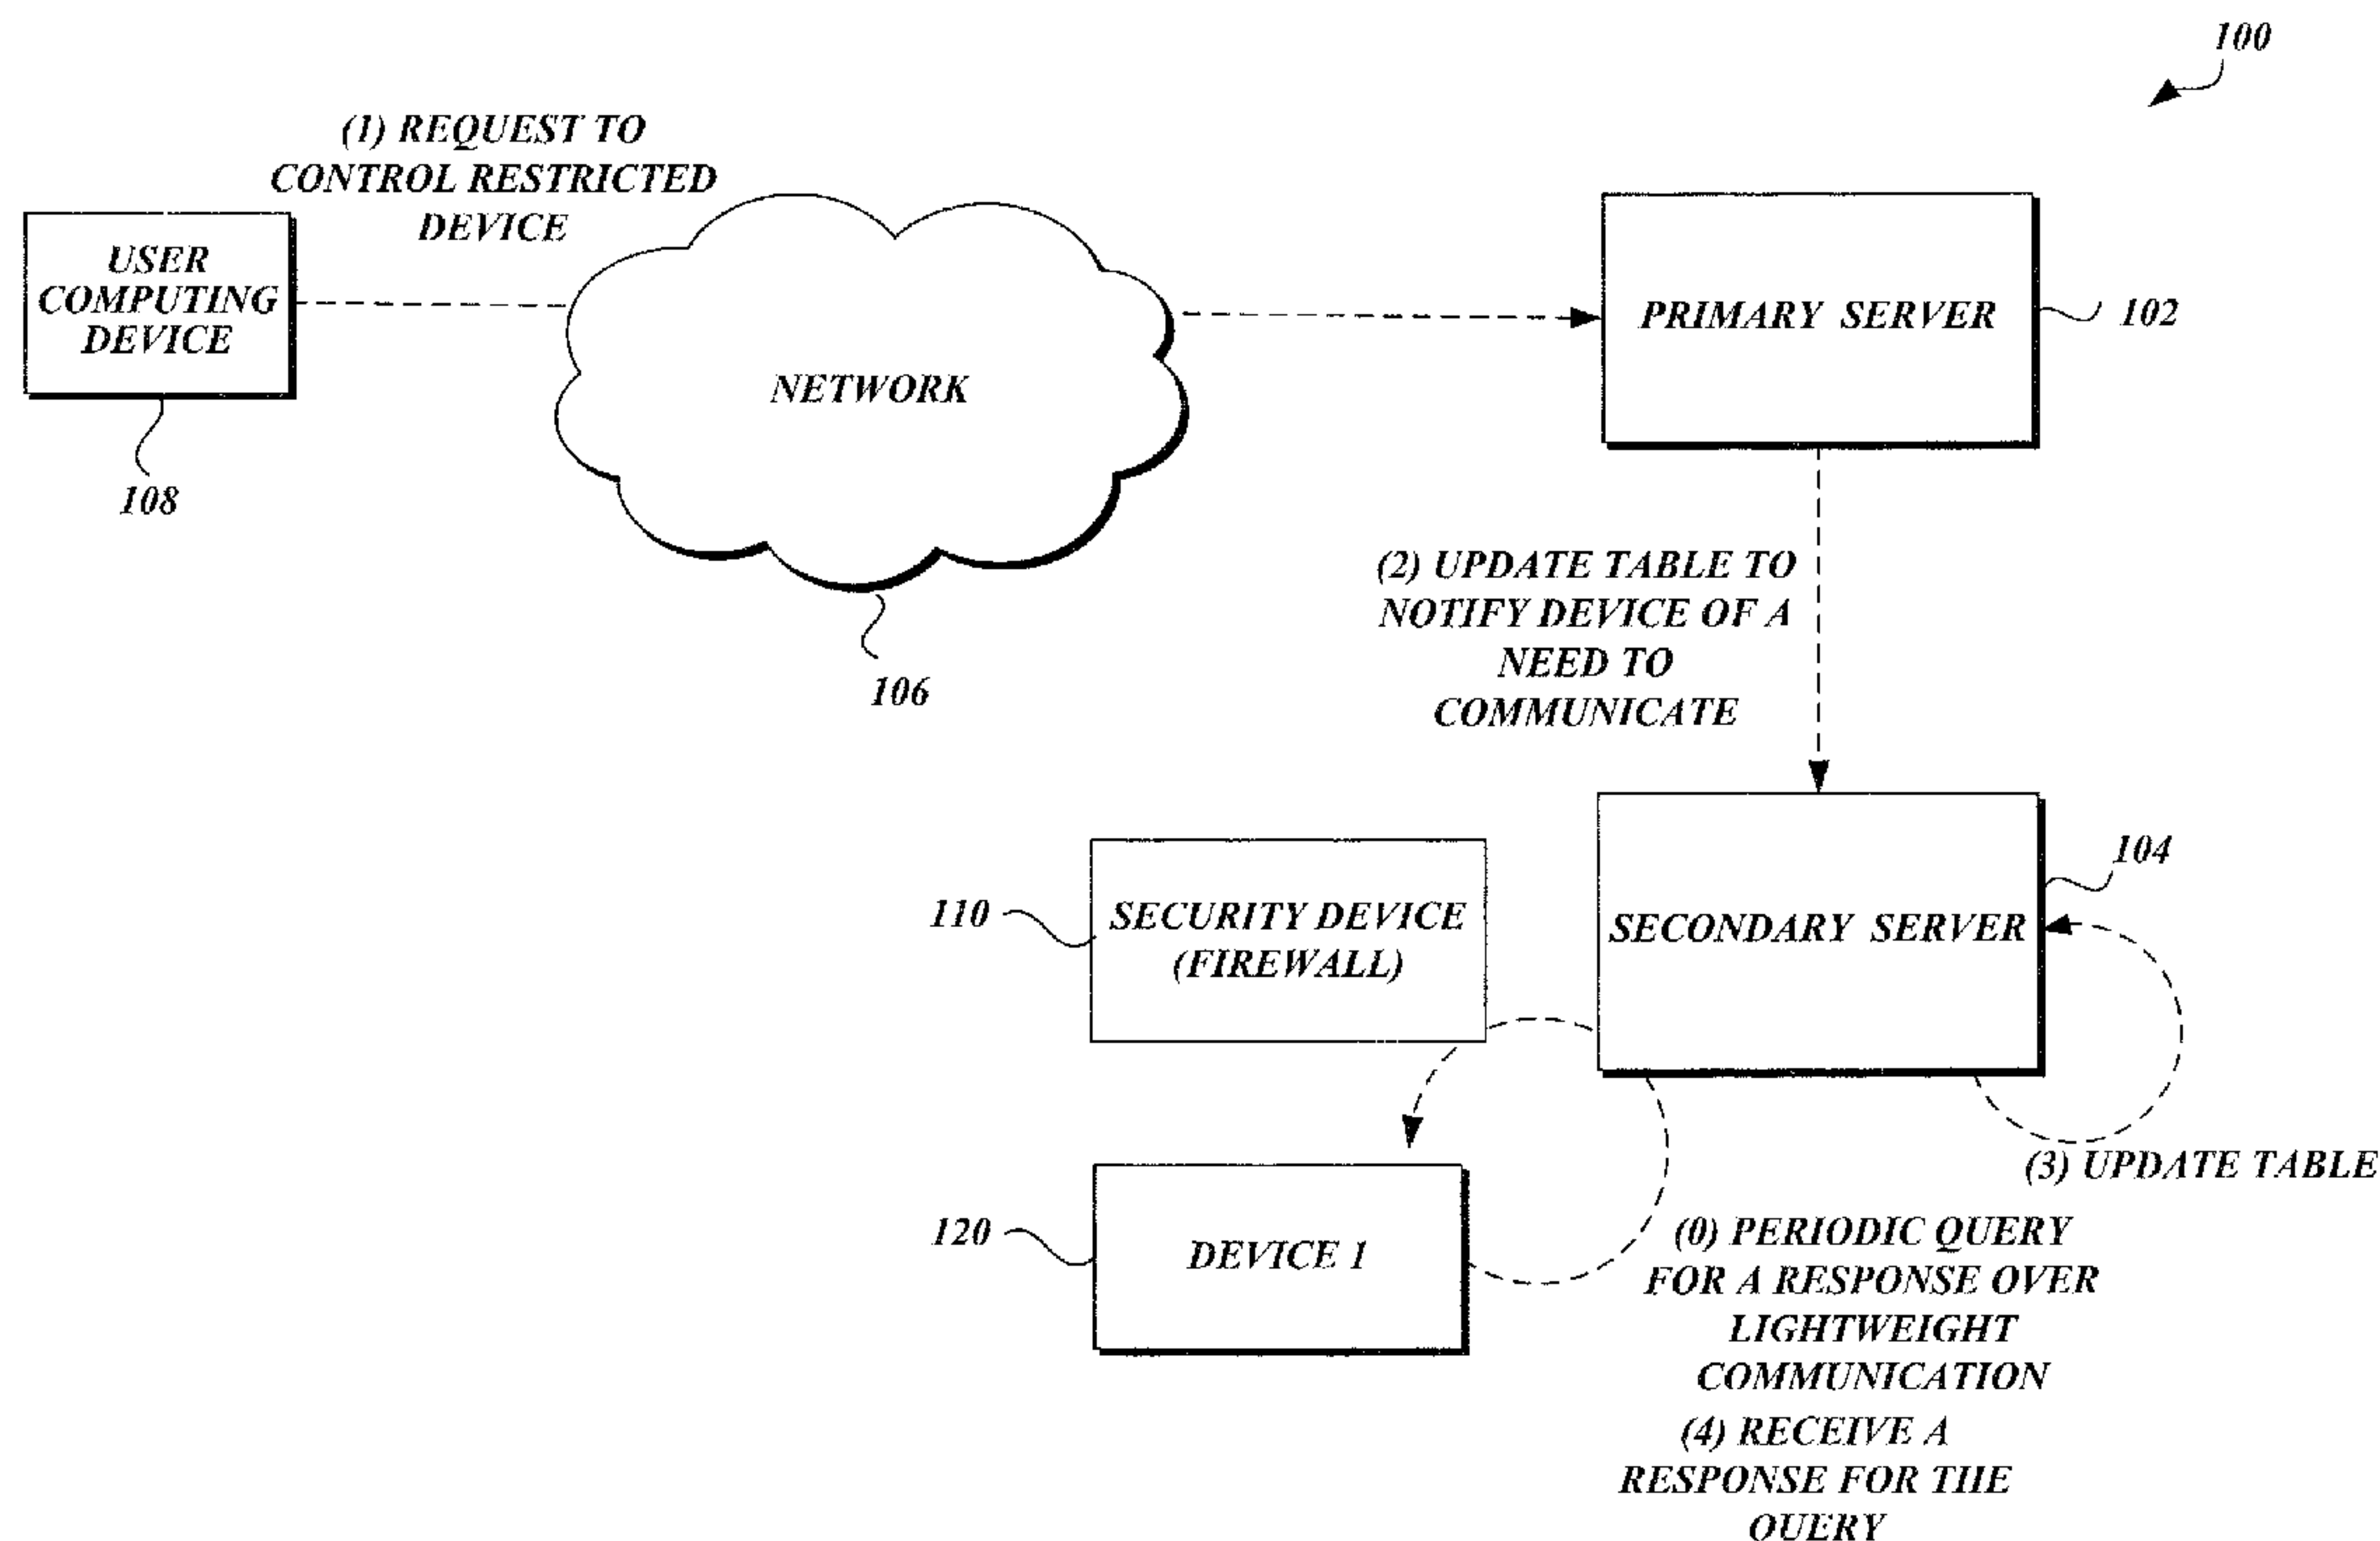 100
(1) REQUEST TO
CONTROL RESTRICTED
DEVICE
USER
COMPUTING
DEVICE
108
NETWORK
106
PRIMARY SERVER
102
(2) UPDATE TABLE TO
NOTIFY DEVICE OF A
NEED TO
COMMUNICATE
104
SECONDARY SERVER
110
SECURITY DEVICE
(FIREWALL)
(3) UPDATE TABLE
120
DEVICE 1
(0) PERIODIC QUERY
FOR A RESPONSE OVER
LIGHTWEIGHT
COMMUNICATION
(4) RECEIVE A
RESPONSE FOR THE
QUERY